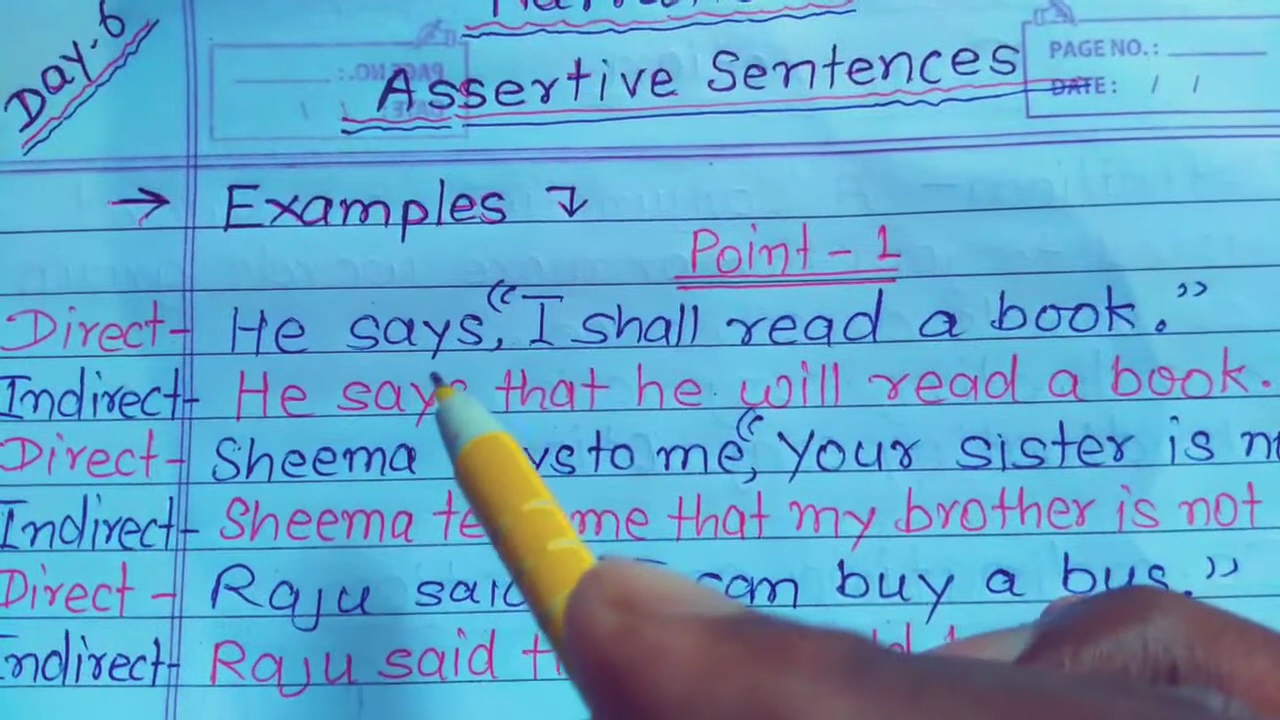 Day. 6
Assertive Sentences
PAGE NO.:
DATE: / /
→ Examples
Point - 1
Direct- He says, "I shall read a book."
Indirect- He says that he will read a book.
Direct- Sheema to me, "Your sister is
Indirect- Sheema me that my brother is not
Direct- Raju can buy a bus."
Indirect- Raju said